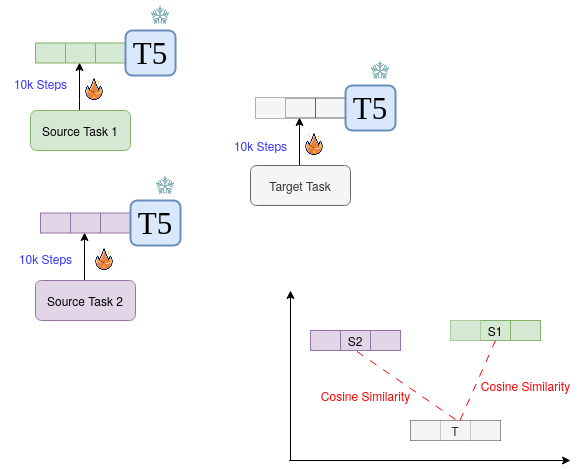 T5
10k Steps
Source Task 1
T5
10k Steps
Target Task
T5
10k Steps
Source Task 2
S2
S1
Cosine Similarity
Cosine Similarity
T